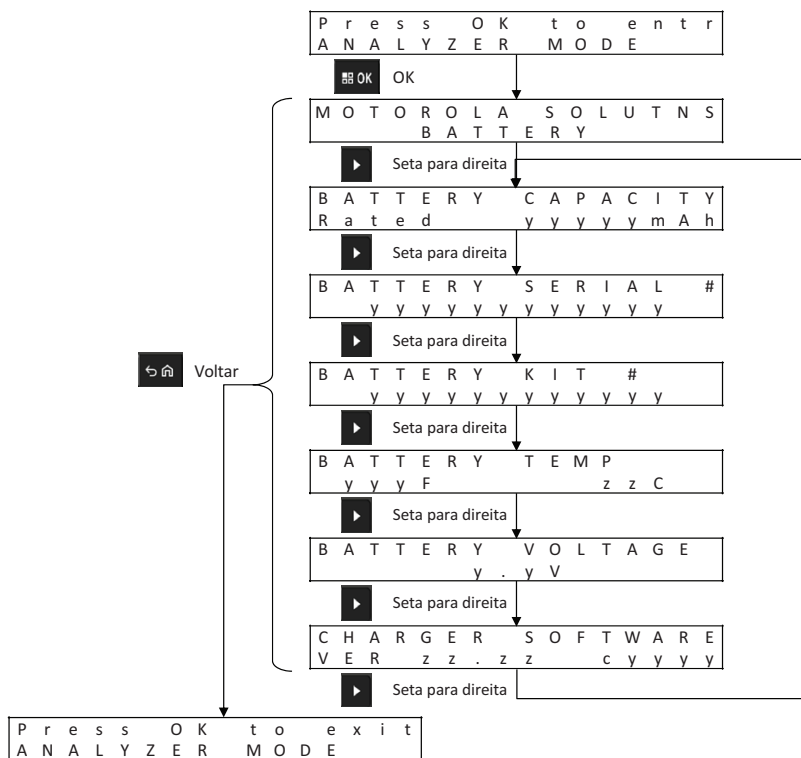 Press OK to entr
ANALYZER MODE
OK OK
MOTOROLA SOLUTNS
BATTERY
Seta para direita
BATTERY CAPACITY
Rated yyyyymAh
Seta para direita
BATTERY SERIAL #
yyyyyyyyyyy
Seta para direita
Voltar
BATTERY KIT #
yyyyyyyyyyy
Seta para direita
BATTERY TEMP
yyyF zzC
Seta para direita
BATTERY VOLTAGE
y.yV
Seta para direita
CHARGER SOFTWARE
VER zz.zz cyyyy
Seta para direita
Press OK to exit
ANALYZER MODE